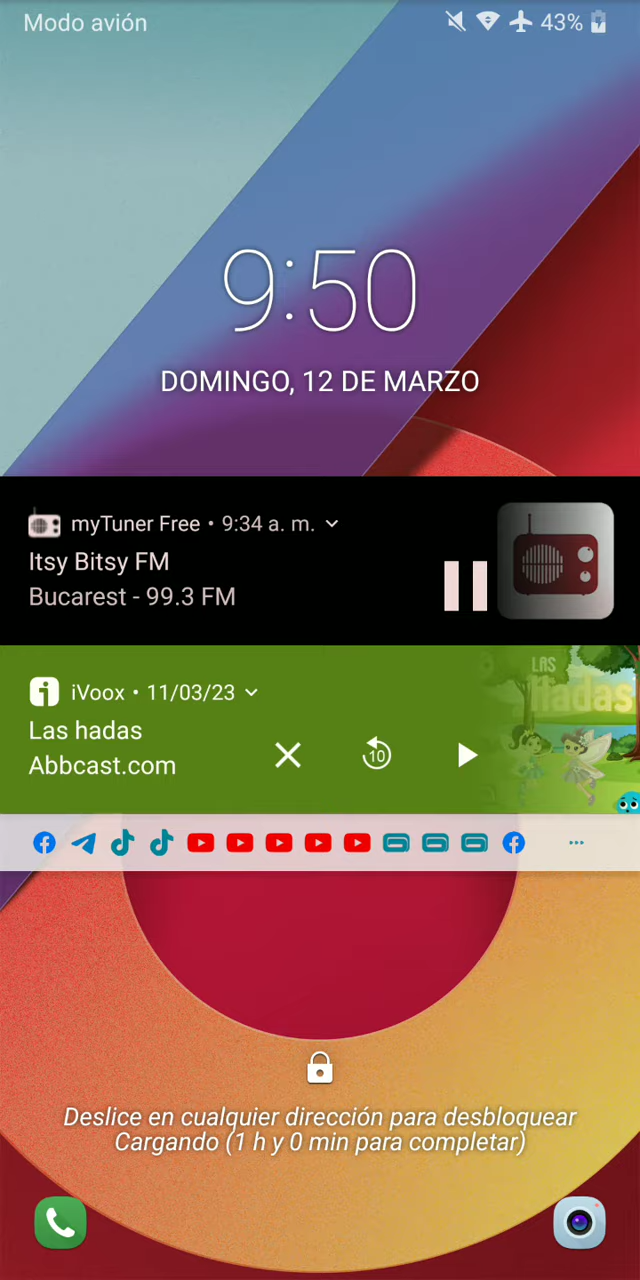 Modo avión
43%
9:50
DOMINGO, 12 DE MARZO
myTuner Free • 9:34 a. m.
Itsy Bitsy FM
Bucarest - 99.3 FM
iVoox • 11/03/23
Las hadas
Abbcast.com
10
LAS
Hadas
Deslice en cualquier dirección para desbloquear
Cargando (1 h y 0 min para completar)